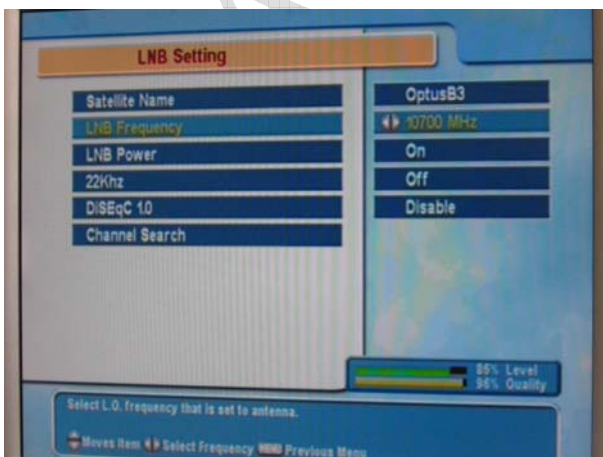 LNB Setting
Satellite Name OptusB3
LNB Frequency 10700 MHz
LNB Power On
22Khz Off
DiSEqC 1.0 Disable
Channel Search
85% Level
96% Quality
Select L.O. frequency that is set to antenna.
Moves Item Select Frequency MENU Previous Menu